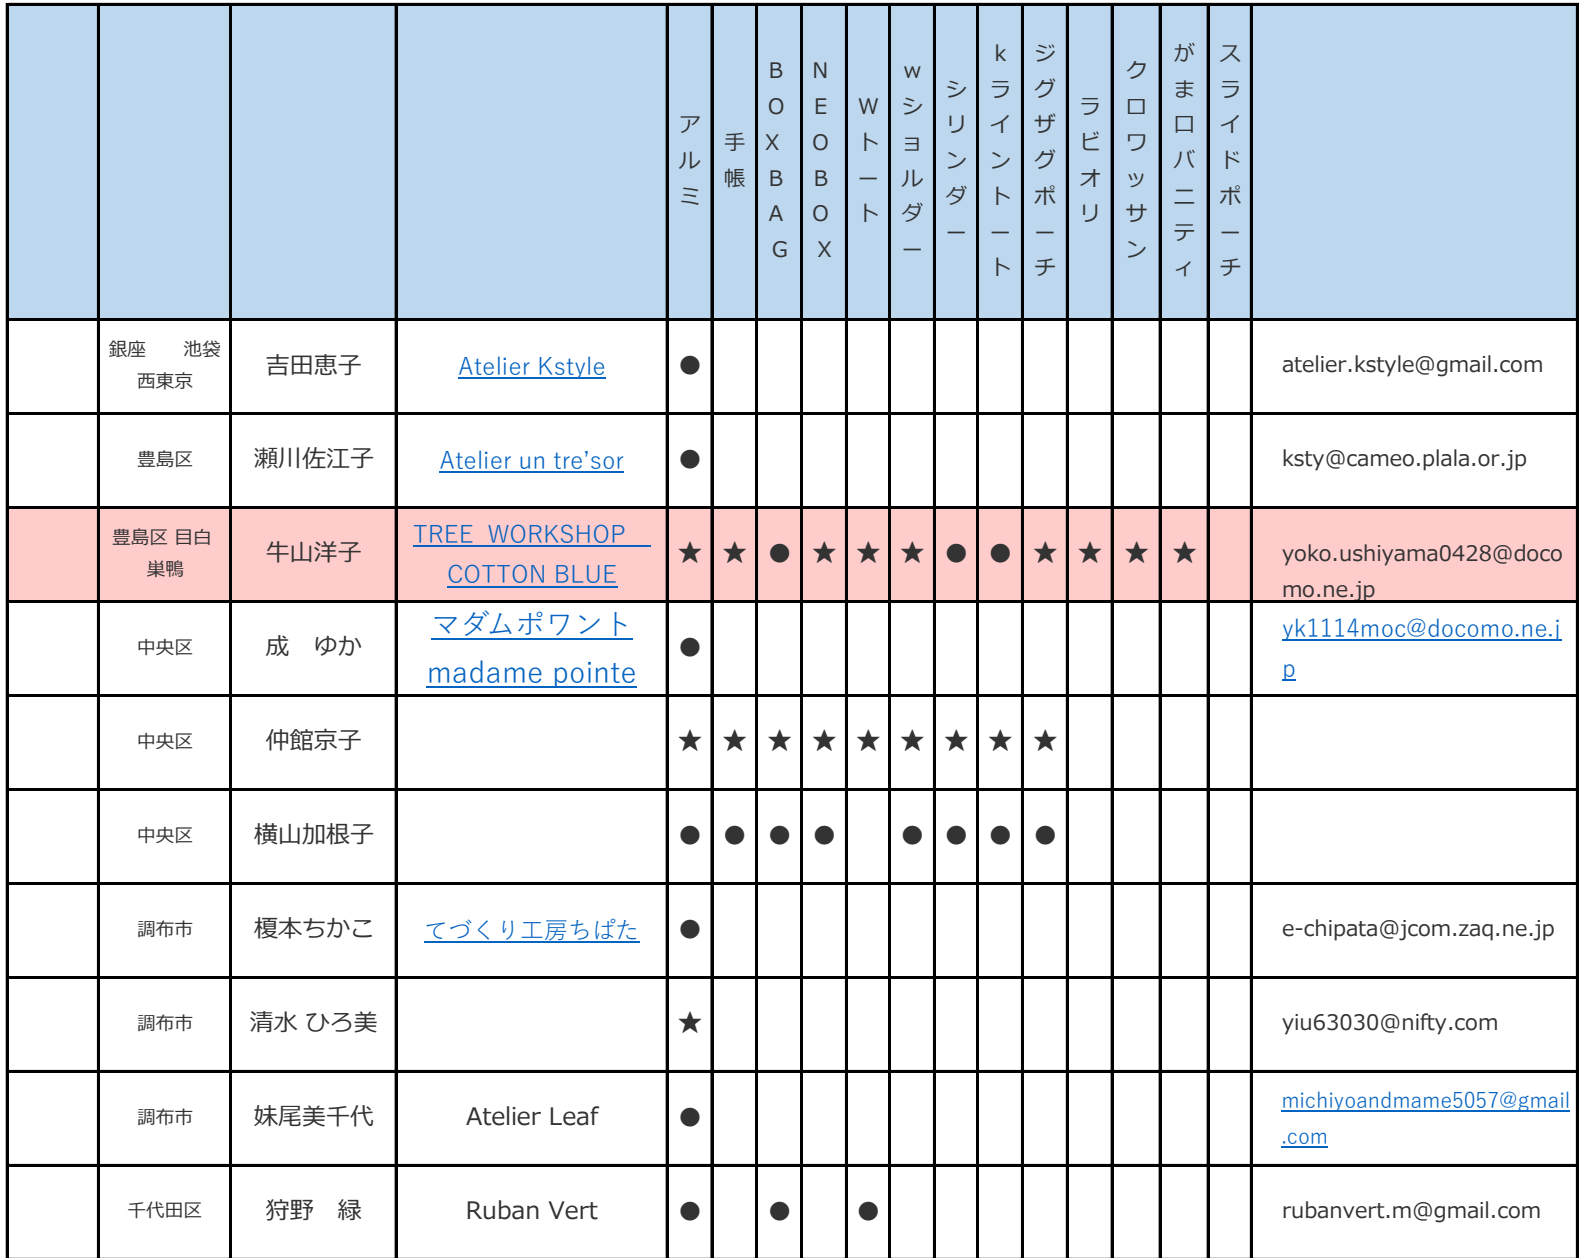 アルミ
手帳
BOXBAG
NEOBOX
Wトート
wショルダー
シリンダー
kライントート
ジグザグポーチ
ラビオリ
クロワッサン
がま口バニティ
スライドポーチ
銀座　　池袋
西東京
吉田恵子
Atelier Kstyle
●
atelier.kstyle@gmail.com
豊島区
瀬川佐江子
Atelier un tre’sor
●
ksty@cameo.plala.or.jp
豊島区 目白
巣鴨
牛山洋子
TREE WORKSHOP
COTTON BLUE
★ ★ ● ★ ★ ★ ● ● ★ ★ ★ ★
yoko.ushiyama0428@doco
mo.ne.jp
中央区
成　ゆか
マダムポワント
madame pointe
●
yk1114moc@docomo.ne.j
p
中央区
仲館京子
★ ★ ★ ★ ★ ★ ★ ★ ★
中央区
横山加根子
● ● ● ● ● ● ● ●
調布市
榎本ちかこ
てづくり工房ちぱた
●
e-chipata@jcom.zaq.ne.jp
調布市
清水 ひろ美
★
yiu63030@nifty.com
調布市
妹尾美千代
Atelier Leaf
●
michiyoandmame5057@gmail
.com
千代田区
狩野　緑
Ruban Vert
● ● ●
rubanvert.m@gmail.com